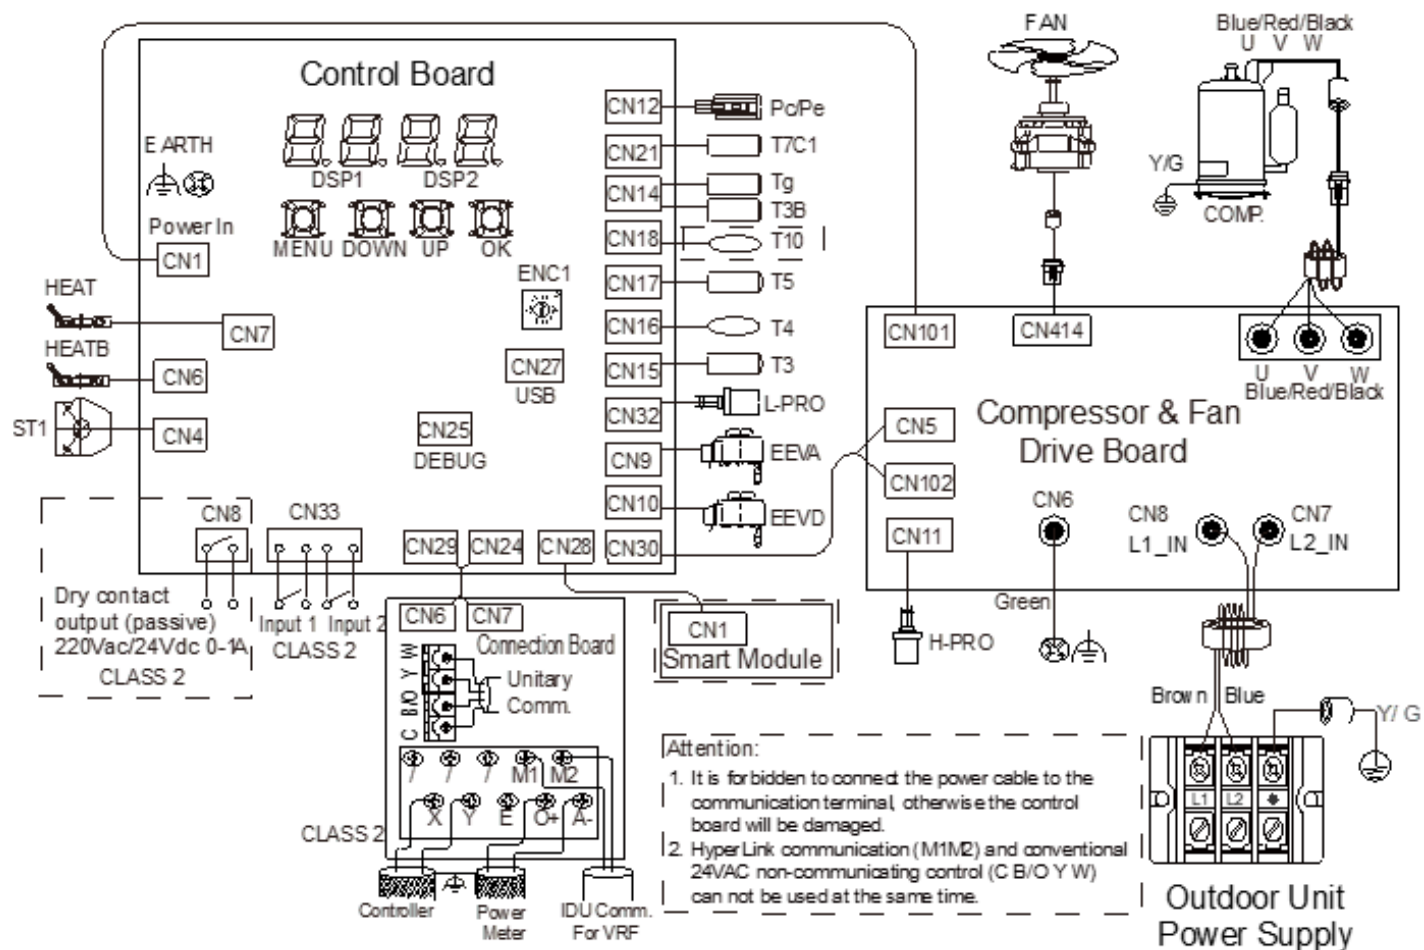 FAN
Blue/Red/Black
U V W
Control Board
CN12
Pc/Pe
EARTH
CN21
T7C1
Y/G
DSP1 DSP2
CN14
Tg
T3B
COMP.
Power In
MENU DOWN UP OK
CN18
T10
CN1
ENC1
CN17
T5
HEAT
CN7
CN16
T4
CN101
CN414
HEATB
CN6
CN27
USB
CN15
T3
U V W
Blue/Red/Black
ST1
CN4
CN25
DEBUG
CN32
L-PRO
CN5
Compressor & Fan
Drive Board
CN9
EEVA
CN102
CN10
EEVD
CN6
CN8
L1_IN
CN7
L2_IN
CN8
CN33
CN29
CN24
CN28
CN30
CN11
Dry contact
output (passive)
220Vac/24Vdc 0-1A
CLASS 2
Input 1 Input 2
CLASS 2
CN6
CN7
Connection Board
CN1
Smart Module
H-PRO
Green
C B/O Y W
Unitary
Comm.
Brown Blue
Y/G
/ / / M1 M2
X Y E O+ A-
CLASS 2
Attention:
1. It is forbidden to connect the power cable to the
communication terminal, otherwise the control
board will be damaged.
2. HyperLink communication (M1M2) and conventional
24VAC non-communicating control (C B/O Y W)
can not be used at the same time.
L1 L2
Controller
Power
Meter
IDU Comm.
For VRF
Outdoor Unit
Power Supply